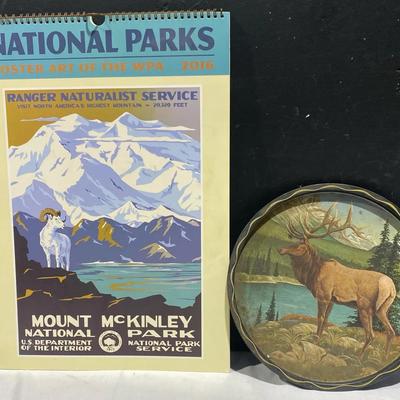 NATIONAL PARKS
POSTER ART OF THE WPA 2016
RANGER NATURALIST SERVICE
VISIT NORTH AMERICA'S HIGHEST MOUNTAIN - 20,320 FEET
MOUNT McKINLEY
NATIONAL PARK
U.S. DEPARTMENT NATIONAL PARK
OF THE INTERIOR SERVICE